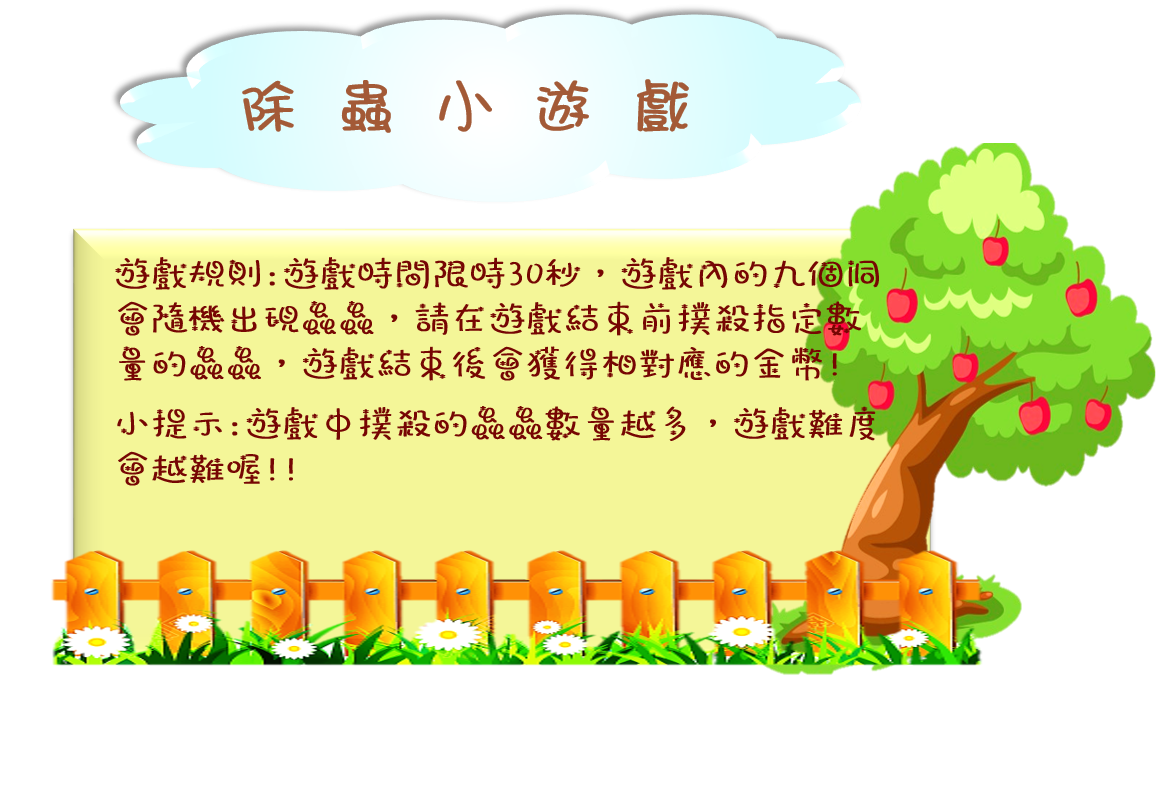 除蟲小遊戲
遊戲規則:遊戲時間限時30秒，遊戲內的九個洞
會隨機出硯蟲蟲，請在遊戲結束前撲殺指定數
量的蟲蟲，遊戲結束後會獲得相對應的金幣!
小提示:遊戲中撲殺的蟲蟲數量越多，遊戲難度
會越難喔!!